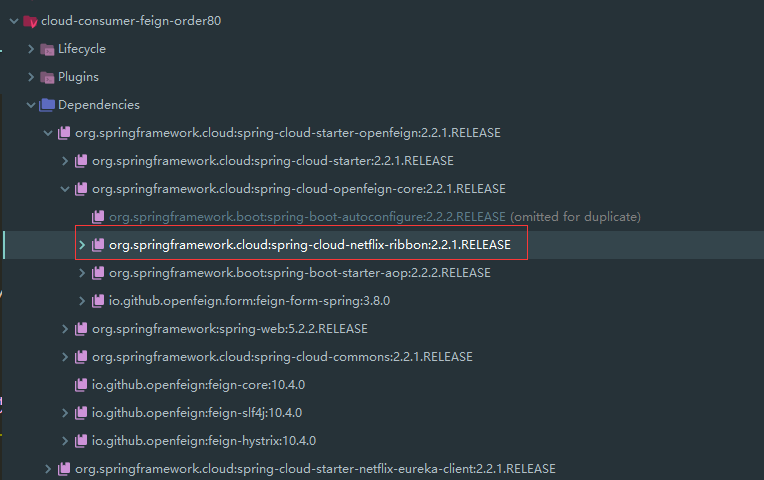 cloud-consumer-feign-order80
Lifecycle
Plugins
Dependencies
org.springframework.cloud:spring-cloud-starter-openfeign:2.2.1.RELEASE
org.springframework.cloud:spring-cloud-starter:2.2.1.RELEASE
org.springframework.cloud:spring-cloud-openfeign-core:2.2.1.RELEASE
org.springframework.boot:spring-boot-autoconfigure:2.2.2.RELEASE (omitted for duplicate)
org.springframework.cloud:spring-cloud-netflix-ribbon:2.2.1.RELEASE
org.springframework.boot:spring-boot-starter-aop:2.2.2.RELEASE
io.github.openfeign.form:feign-form-spring:3.8.0
org.springframework:spring-web:5.2.2.RELEASE
org.springframework.cloud:spring-cloud-commons:2.2.1.RELEASE
io.github.openfeign:feign-core:10.4.0
io.github.openfeign:feign-slf4j:10.4.0
io.github.openfeign:feign-hystrix:10.4.0
org.springframework.cloud:spring-cloud-starter-netflix-eureka-client:2.2.1.RELEASE